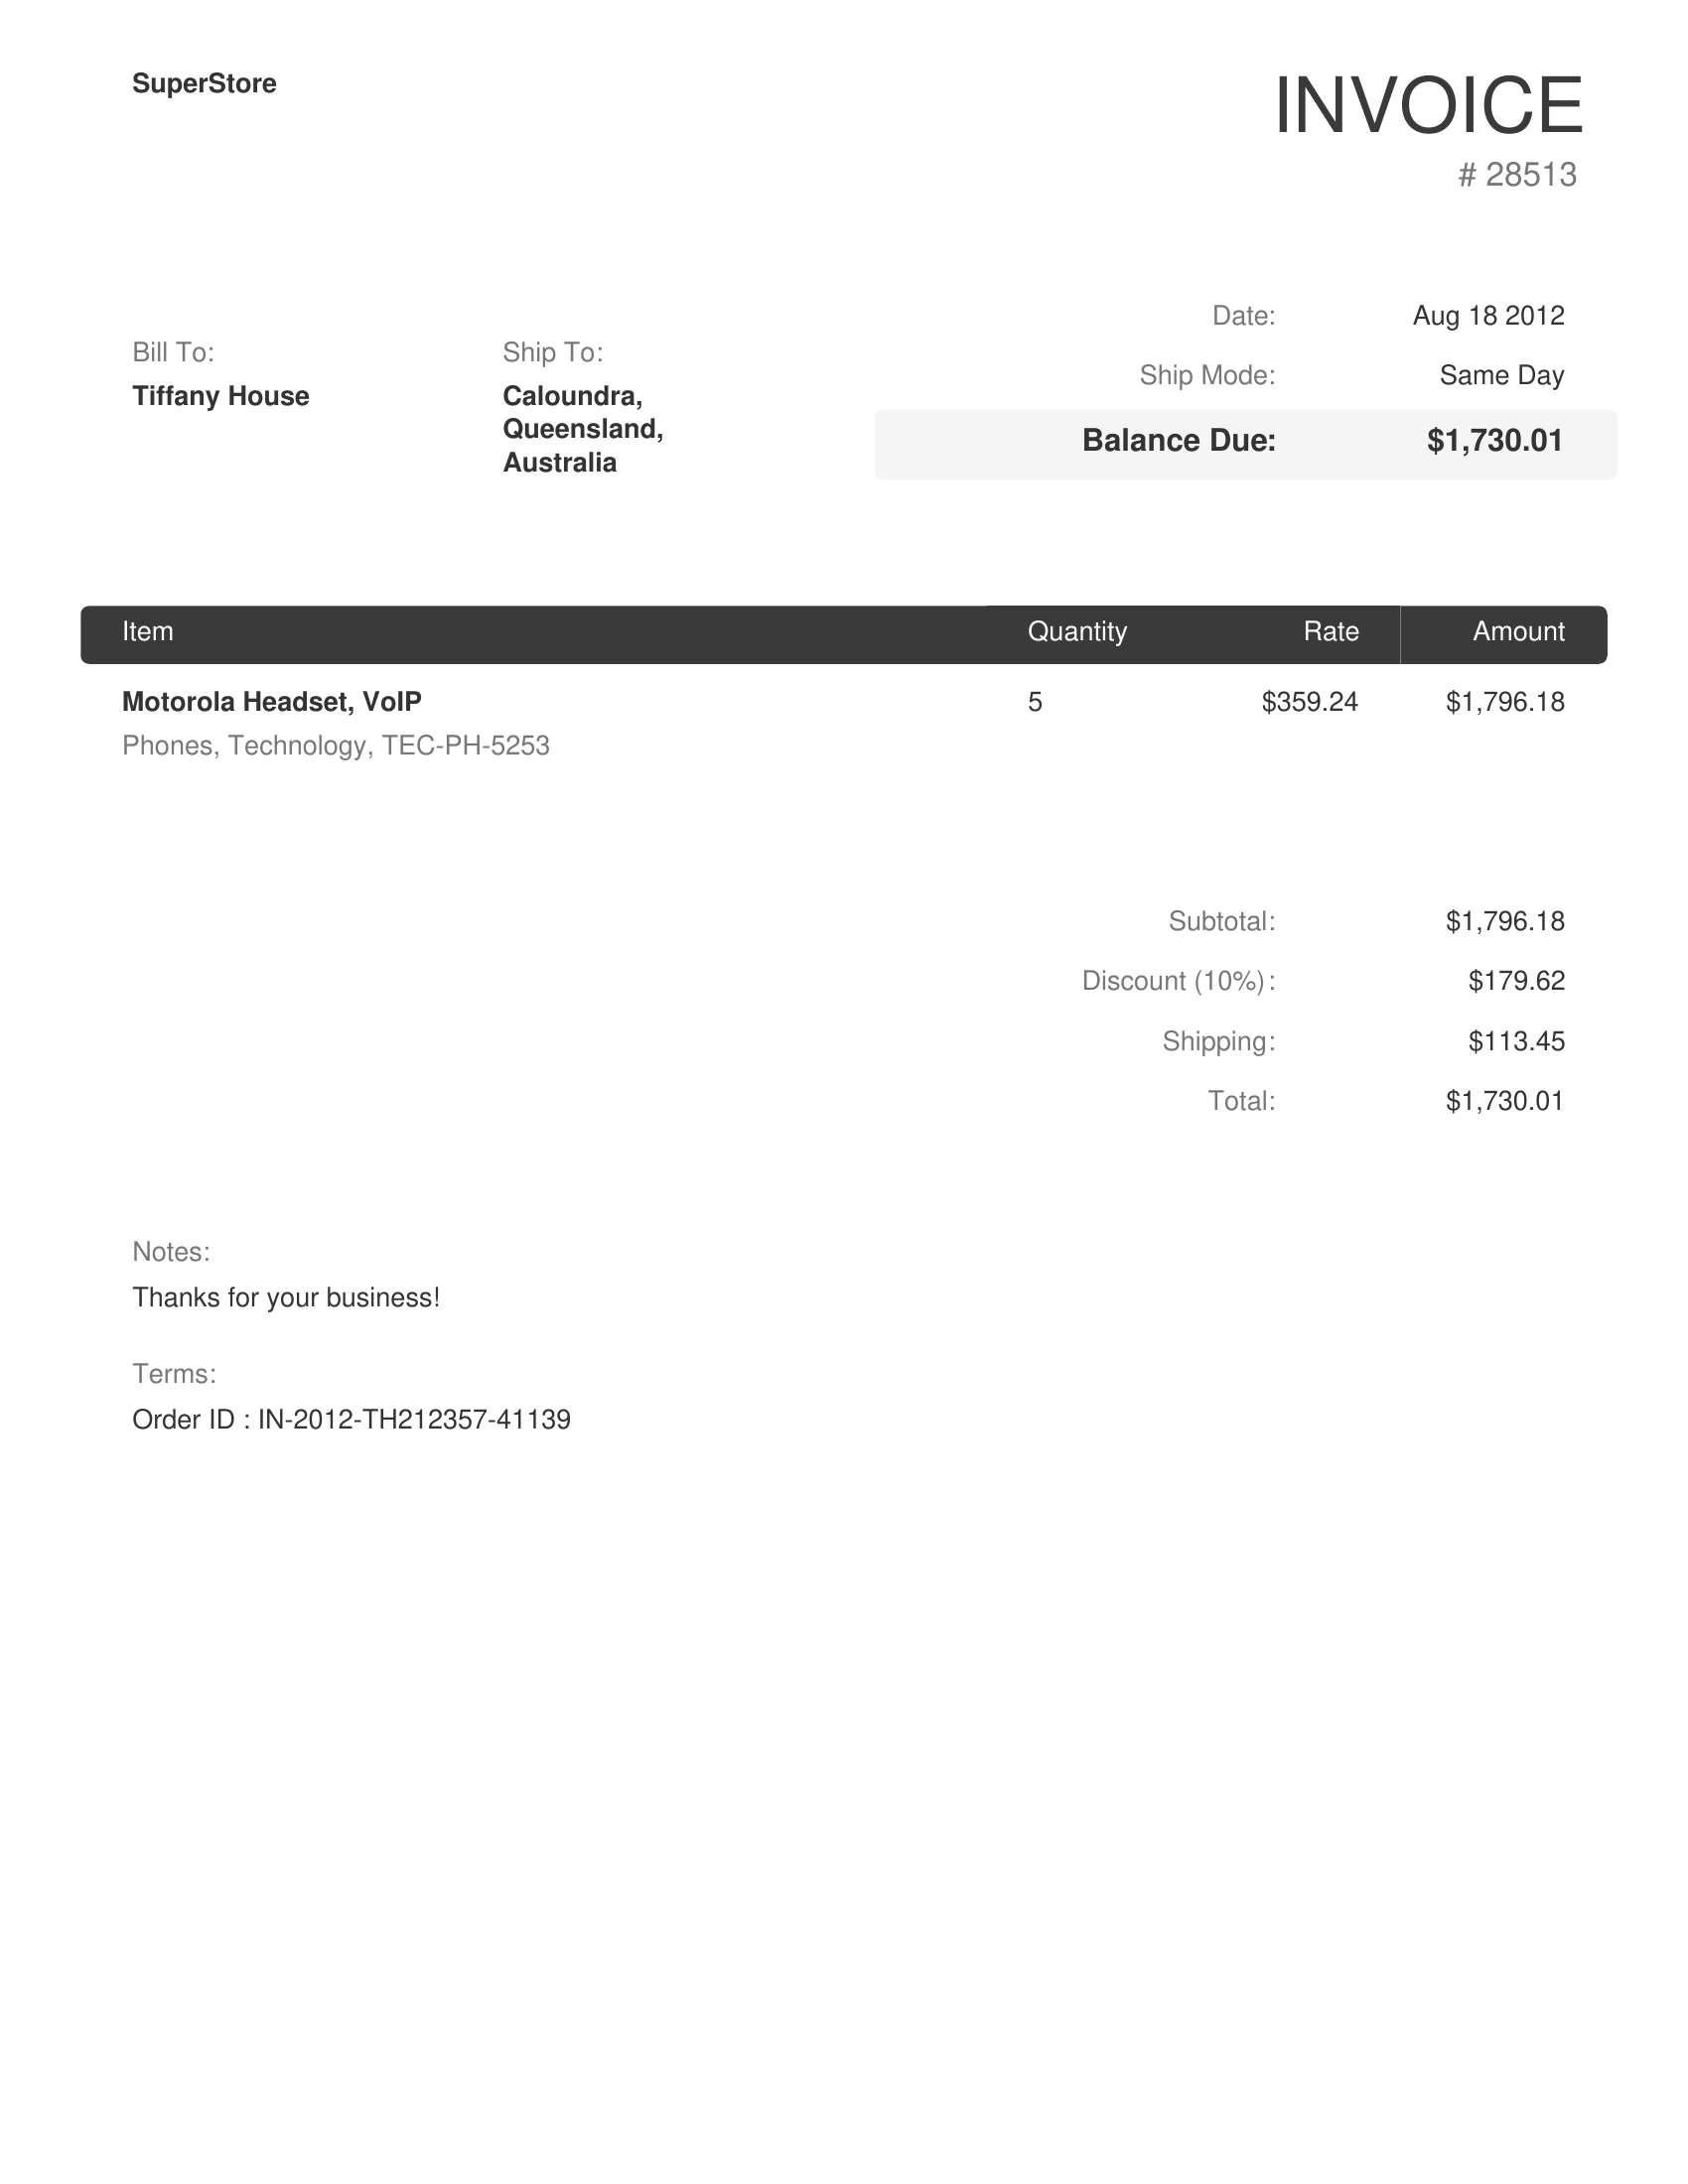 SuperStore
INVOICE
# 28513
Date: Aug 18 2012
Ship Mode: Same Day
Balance Due: $1,730.01
Bill To:
Tiffany House
Ship To:
Caloundra,
Queensland,
Australia
Item Quantity Rate Amount
Motorola Headset, VoIP 5 $359.24 $1,796.18
Phones, Technology, TEC-PH-5253
Subtotal: $1,796.18
Discount (10%): $179.62
Shipping: $113.45
Total: $1,730.01
Notes:
Thanks for your business!
Terms:
Order ID : IN-2012-TH212357-41139